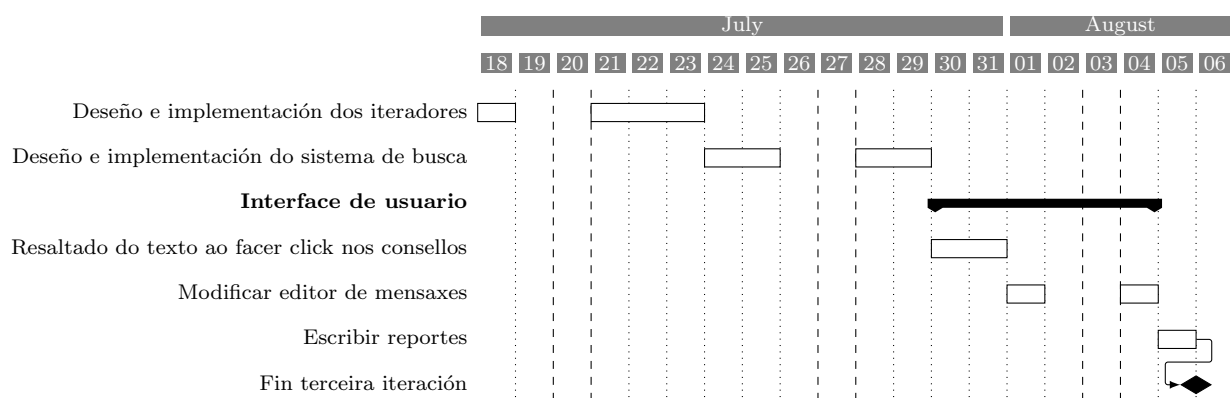 July August
18 19 20 21 22 23 24 25 26 27 28 29 30 31 01 02 03 04 05 06
Deseño e implementación dos iteradores
Deseño e implementación do sistema de busca
Interface de usuario
Resaltado do texto ao facer click nos consellos
Modificar editor de mensaxes
Escribir reportes
Fin terceira iteración